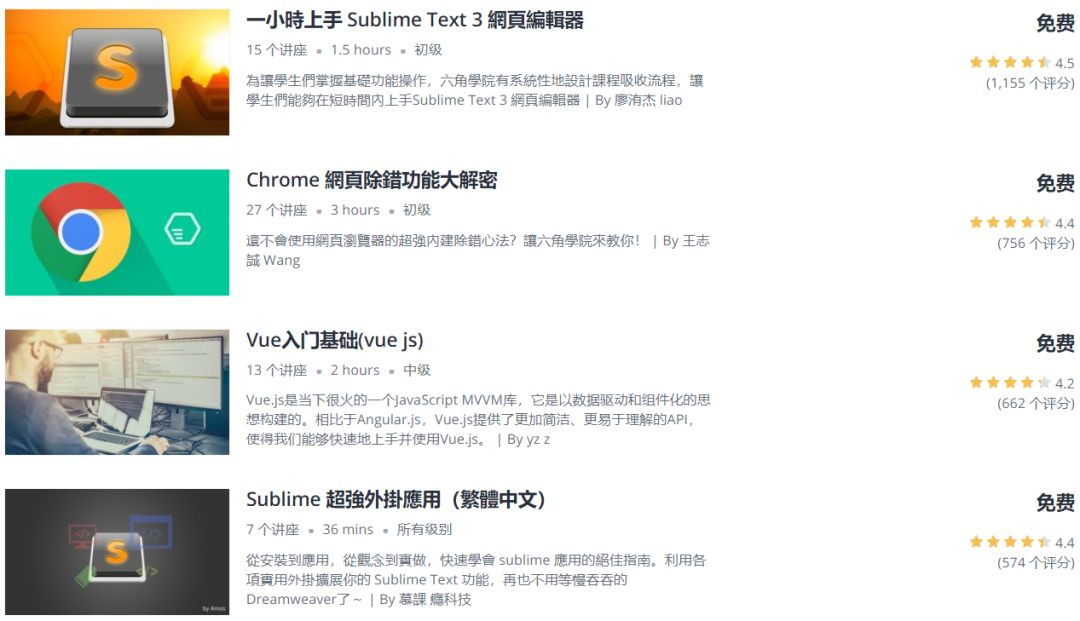 一小時上手 Sublime Text 3 網頁編輯器
免费
15 个讲座 • 1.5 hours • 初级
4.5
(1,155 个评分)
為讓學生們掌握基礎功能操作，六角學院有系統性地設計課程吸收流程，讓
學生們能夠在短時間内上手Sublime Text 3 網頁編輯器 | By 廖洧杰 liao
Chrome 網頁除錯功能大解密
免费
27 个讲座 • 3 hours • 初级
4.4
(756 个评分)
還不會使用網頁瀏覽器的超強內建除錯心法？讓六角學院來教你！ | By 王志
誠 Wang
Vue入门基础(vue js)
免费
13 个讲座 • 2 hours • 中级
4.2
(662 个评分)
Vue.js是当下很火的一个JavaScript MVVM库，它是以数据驱动和组件化的思
想构建的。相比于Angular.js，Vue.js提供了更加简洁、更易于理解的API，
使得我们能够快速地上手并使用Vue.js。 | By yz z
Sublime 超強外掛應用（繁體中文）
免费
7 个讲座 • 36 mins • 所有级别
4.4
(574 个评分)
從安裝到應用，從觀念到實做，快速學會 sublime 應用的絕佳指南。利用各
項實用外掛擴展你的 Sublime Text 功能，再也不用等慢吞吞的
Dreamweaver了～ | By 慕課 癮科技
by Amos